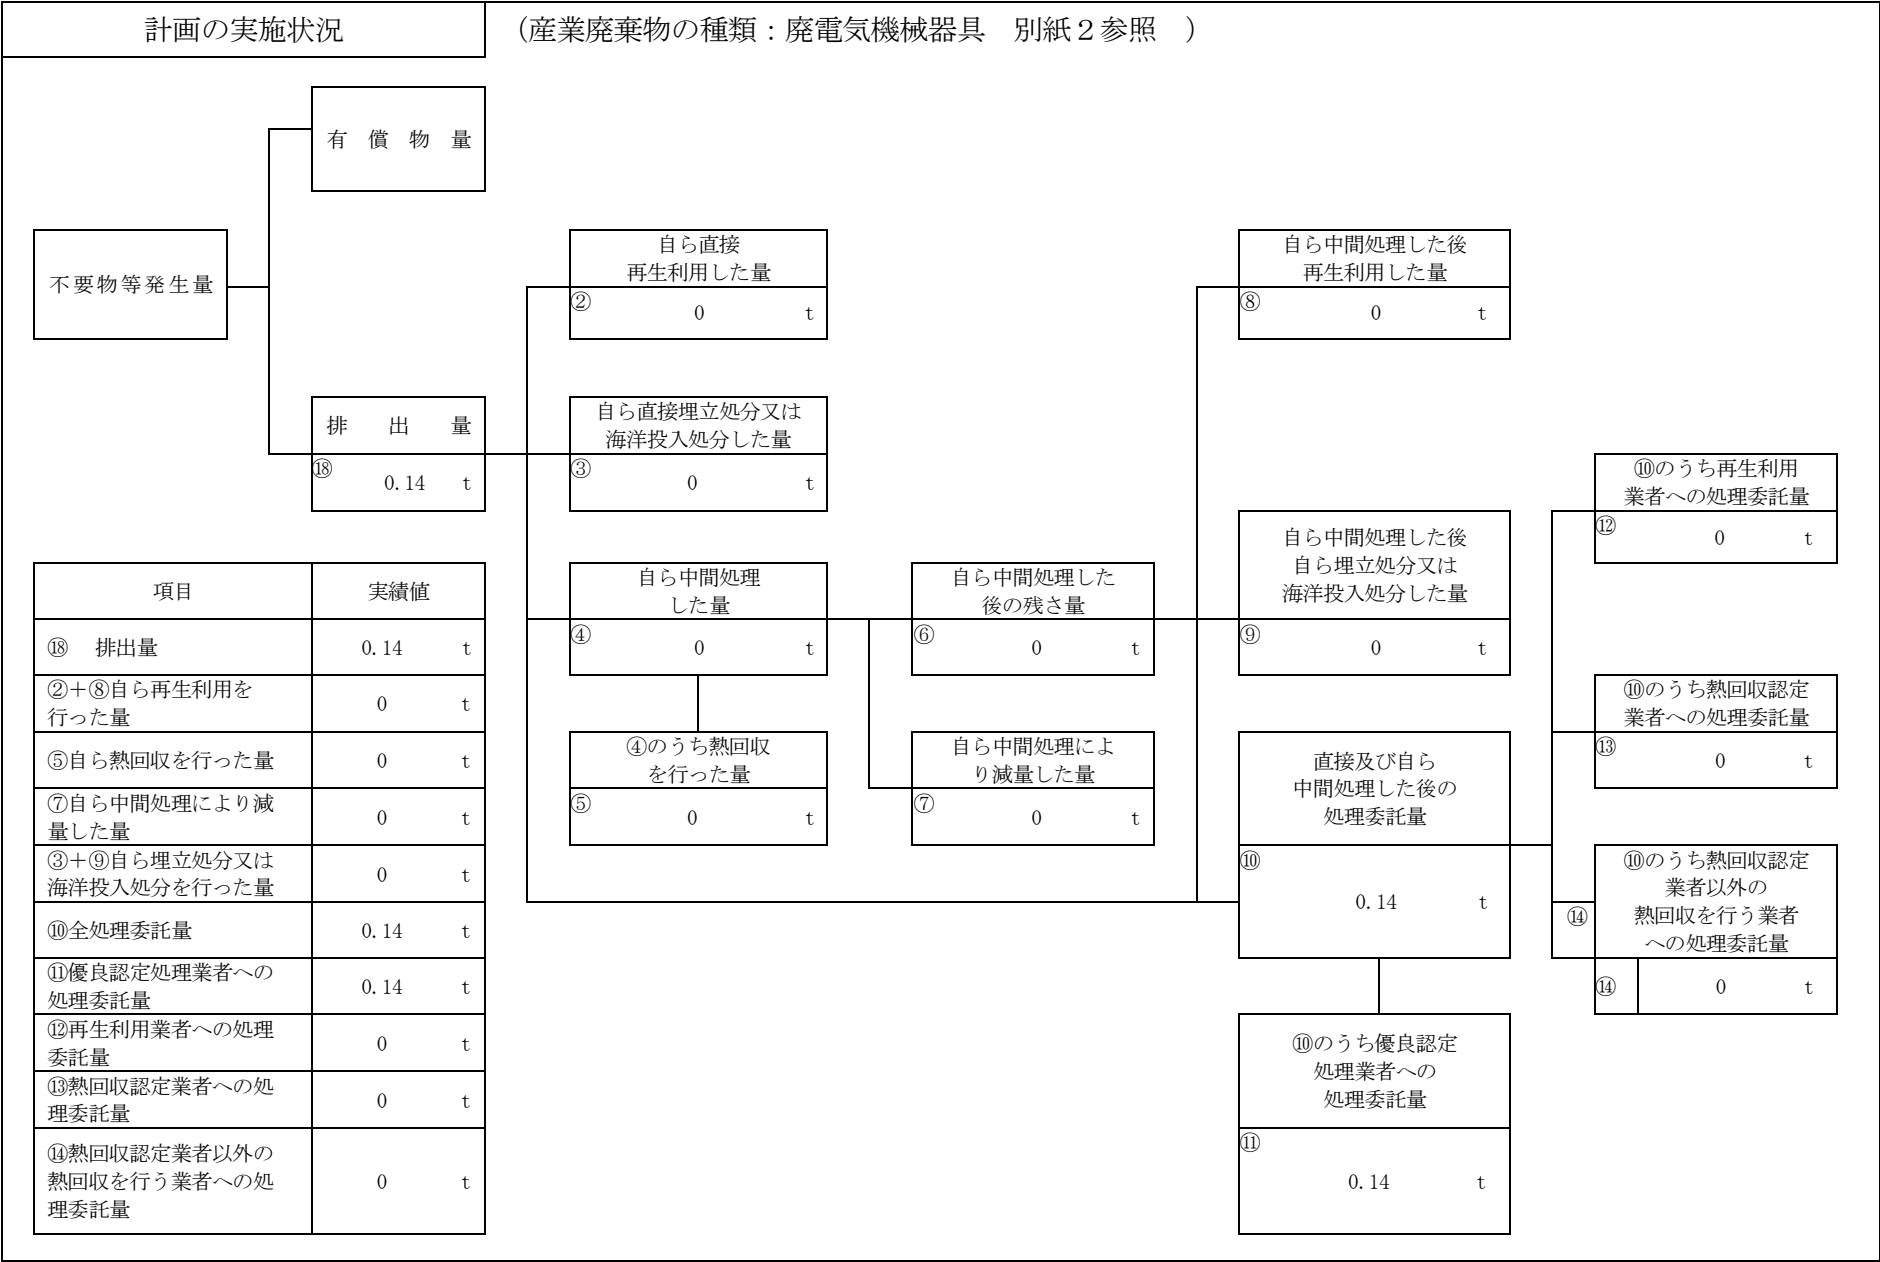 計画の実施状況
（産業廃棄物の種類：廃電気機械器具　別紙２参照　）
有　償　物　量
不要物等発生量
自ら直接
再生利用した量
②
0 t
自ら中間処理した後
再生利用した量
⑧
0 t
排　出　量
⑱
0.14 t
自ら直接埋立処分又は
海洋投入処分した量
③
0 t
⑩のうち再生利用
業者への処理委託量
⑫
0 t
自ら中間処理
した量
④
0 t
自ら中間処理した
後の残さ量
⑥
0 t
自ら中間処理した後
自ら埋立処分又は
海洋投入処分した量
⑨
0 t
⑩のうち熱回収認定
業者への処理委託量
⑬
0 t
④のうち熱回収
を行った量
⑤
0 t
自ら中間処理によ
り減量した量
⑦
0 t
直接及び自ら
中間処理した後の
処理委託量
⑩
0.14 t
⑩のうち熱回収認定
業者以外の
熱回収を行う業者
への処理委託量
⑭
⑭
0 t
⑩のうち優良認定
処理業者への
処理委託量
⑪
0.14 t
項目 実績値
⑱　排出量 0.14 t
②＋⑧自ら再生利用を
行った量 0 t
⑤自ら熱回収を行った量 0 t
⑦自ら中間処理により減
量した量 0 t
③＋⑨自ら埋立処分又は
海洋投入処分を行った量 0 t
⑩全処理委託量 0.14 t
⑪優良認定処理業者への
処理委託量 0.14 t
⑫再生利用業者への処理
委託量 0 t
⑬熱回収認定業者への処
理委託量 0 t
⑭熱回収認定業者以外の
熱回収を行う業者への処
理委託量 0 t